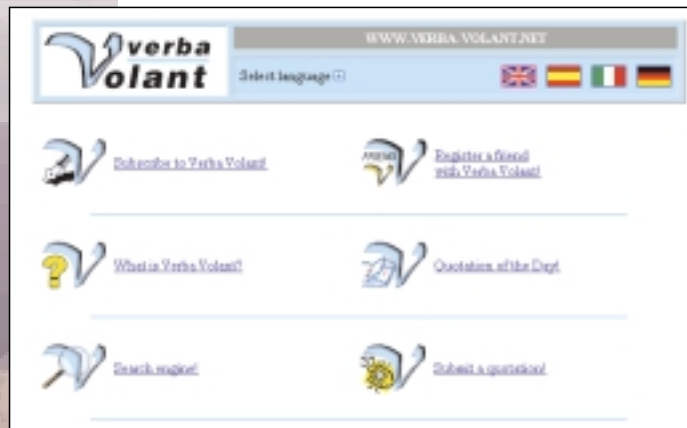 verba
Volant
WWW.VERBA-VOLANT.NET
Select language
Subscribe to Verba Volant!
Register a friend
with Verba Volant!
What is Verba Volant?
Quotation of the Day!
Search engine!
Submit a quotation!